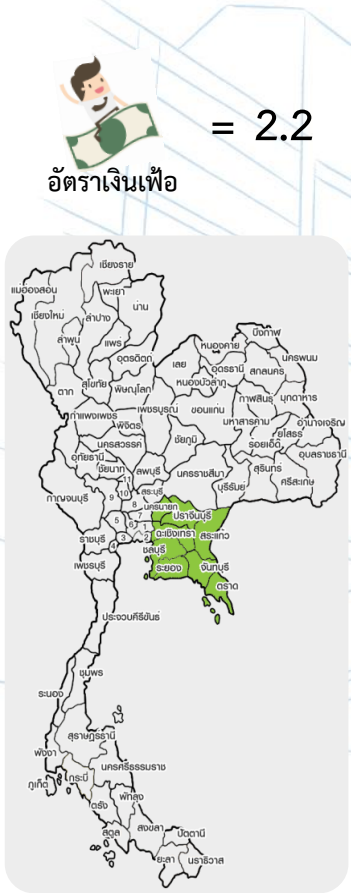 = 2.2
อัตราเงินเฟ้อ
เชียงราย
แม่ฮ่องสอน
พะเยา
น่าน
เชียงใหม่
ลำปาง
ลำพูน
แพร่
อุตรดิตถ์
ตาก
สุโขทัย
พิษณุโลก
เลย
หนองคาย
บึงกาฬ
อุดรธานี
สกลนคร
นครพนม
หนองบัวลำภู
กำแพงเพชร
เพชรบูรณ์
ขอนแก่น
กาฬสินธุ์
มุกดาหาร
พิจิตร
มหาสารคาม
อำนาจเจริญ
ยโสธร
ร้อยเอ็ด
นครสวรรค์
ชัยภูมิ
อุบลราชธานี
อุทัยธานี
ชัยนาท
ลพบุรี
นครราชสีมา
สุรินทร์
ศรีสะเกษ
บุรีรัมย์
กาญจนบุรี
11
9
10
สระบุรี
8
นครนายก
7
ปราจีนบุรี
5
6
1
ฉะเชิงเทรา
สระแก้ว
ราชบุรี
3
2
4
ชลบุรี
เพชรบุรี
ระยอง
จันทบุรี
ตราด
ประจวบคีรีขันธ์
ชุมพร
ระนอง
สุราษฎร์ธานี
พังงา
นครศรีธรรมราช
ภูเก็ต
กระบี่
ตรัง
พัทลุง
สตูล
สงขลา
ปัตตานี
ยะลา
นราธิวาส